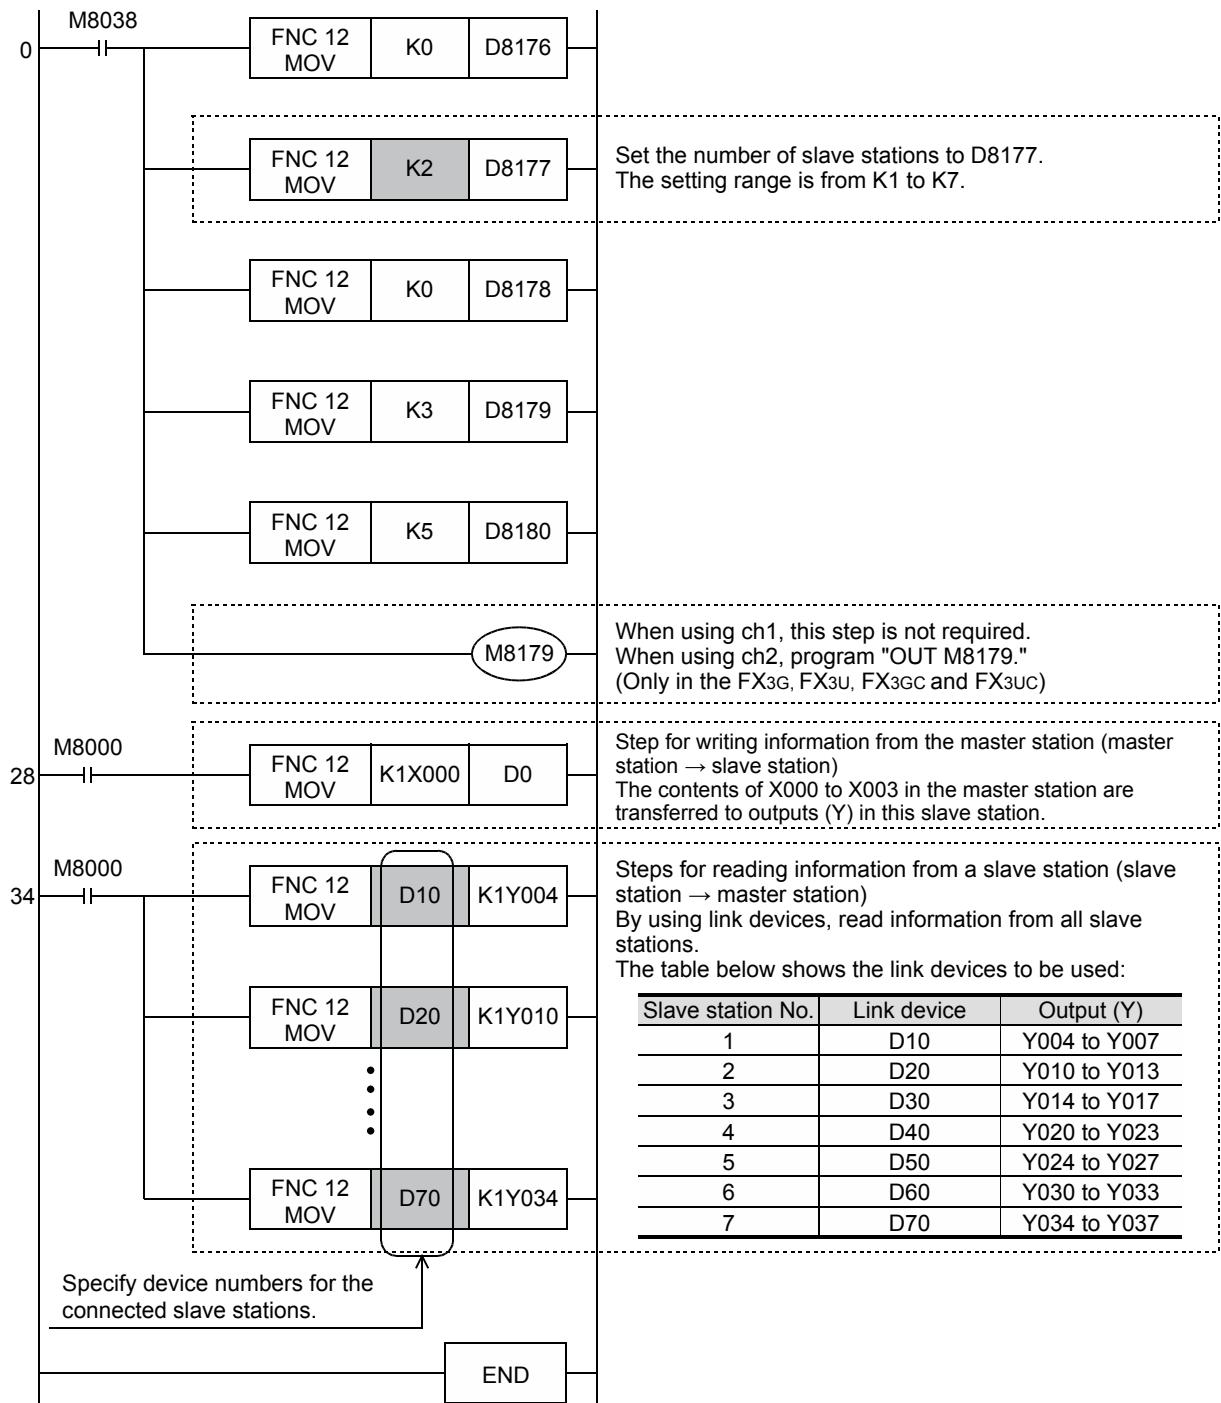 M8038
0
FNC 12
MOV
K0
D8176
FNC 12
MOV
K2
D8177
Set the number of slave stations to D8177.
The setting range is from K1 to K7.
FNC 12
MOV
K0
D8178
FNC 12
MOV
K3
D8179
FNC 12
MOV
K5
D8180
M8179
When using ch1, this step is not required.
When using ch2, program "OUT M8179."
(Only in the FX3G, FX3U, FX3GC and FX3UC)
M8000
28
FNC 12
MOV
K1X000
D0
Step for writing information from the master station (master
station → slave station)
The contents of X000 to X003 in the master station are
transferred to outputs (Y) in this slave station.
M8000
34
FNC 12
MOV
D10
K1Y004
Steps for reading information from a slave station (slave
station → master station)
By using link devices, read information from all slave
stations.
The table below shows the link devices to be used:
FNC 12
MOV
D20
K1Y010
FNC 12
MOV
D70
K1Y034
Slave station No. Link device Output (Y)
1 D10 Y004 to Y007
2 D20 Y010 to Y013
3 D30 Y014 to Y017
4 D40 Y020 to Y023
5 D50 Y024 to Y027
6 D60 Y030 to Y033
7 D70 Y034 to Y037
Specify device numbers for the
connected slave stations.
END